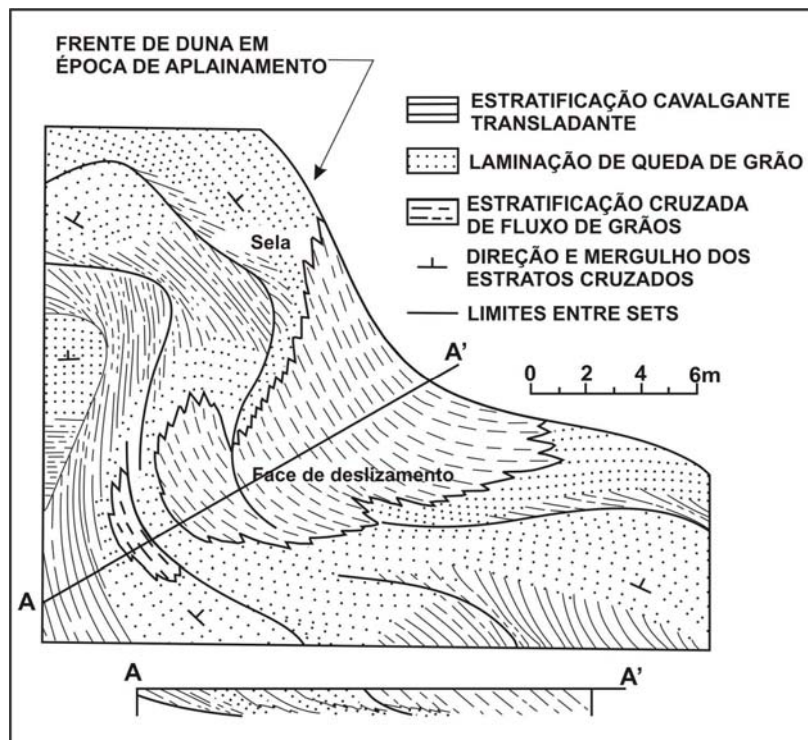 FRENTE DE DUNA EM
ÉPOCA DE APLAINAMENTO
ESTRATIFICAÇÃO CAVALGANTE
TRANSLADANTE
LAMINAÇÃO DE QUEDA DE GRÃO
ESTRATIFICAÇÃO CRUZADA
DE FLUXO DE GRÃOS
DIREÇÃO E MERGULHO DOS
ESTRATOS CRUZADOS
LIMITES ENTRE SETS
Sela
A'
0 2 4 6m
Face de deslizamento
A
A A'